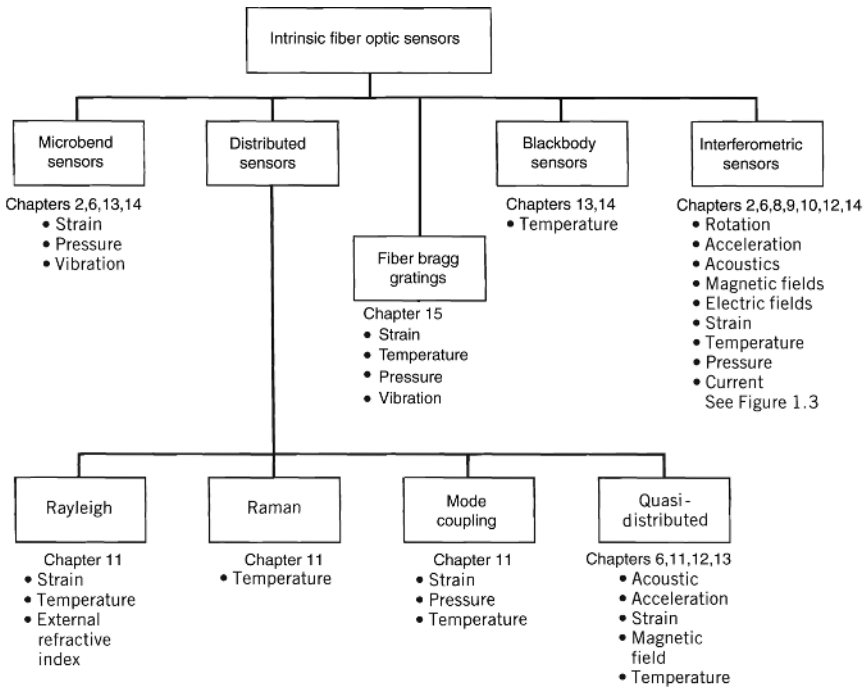 Intrinsic fiber optic sensors
Microbend
sensors
Chapters 2,6,13,14
• Strain
• Pressure
• Vibration
Distributed
sensors
Fiber bragg
gratings
Chapter 15
• Strain
• Temperature
• Pressure
• Vibration
Blackbody
sensors
Chapters 13,14
• Temperature
Interferometric
sensors
Chapters 2,6,8,9,10,12,14
• Rotation
• Acceleration
• Acoustics
• Magnetic fields
• Electric fields
• Strain
• Temperature
• Pressure
• Current
See Figure 1.3
Rayleigh
Chapter 11
• Strain
• Temperature
• External
refractive
index
Raman
Chapter 11
• Temperature
Mode
coupling
Chapter 11
• Strain
• Pressure
• Temperature
Quasi-
distributed
Chapters 6,11,12,13
• Acoustic
• Acceleration
• Strain
• Magnetic
field
• Temperature